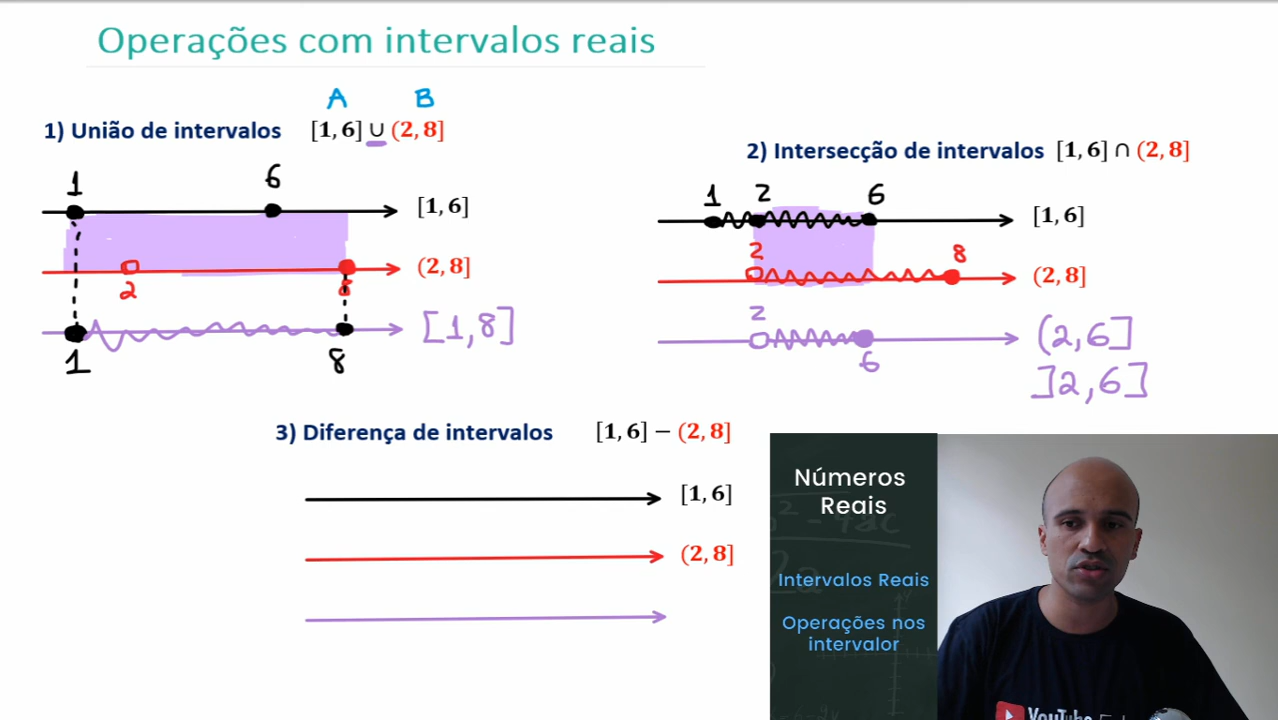 Operações com intervalos reais
A B
1) União de intervalos [1, 6] ∪ (2, 8]
1 6
[1, 6]
(2, 8]
2 8
[1,8]
1 8
2) Intersecção de intervalos [1, 6] ∩ (2, 8]
1 2 6
[1, 6]
2 8
(2, 8]
2
(2,6]
6
]2,6]
3) Diferença de intervalos [1, 6] − (2, 8]
[1, 6]
(2, 8]
Números
Reais
Intervalos Reais
Operações nos
intervalor
YouTube